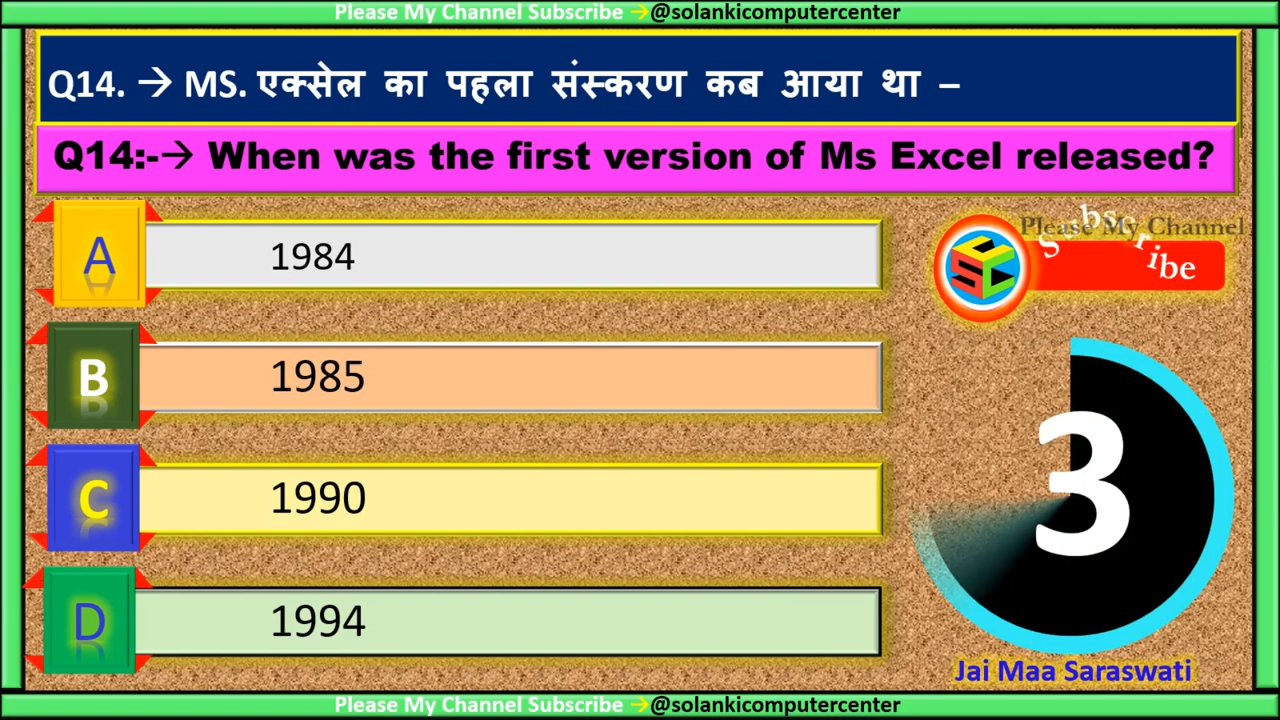 Please My Channel Subscribe →@solankicomputercenter
Q14. → MS. एक्सेल का पहला संस्करण कब आया था –
Q14:-→ When was the first version of Ms Excel released?
A 1984
Please My Channel
Subscribe
SCC
B 1985
C 1990
3
D 1994
Jai Maa Saraswati
Please My Channel Subscribe →@solankicomputercenter